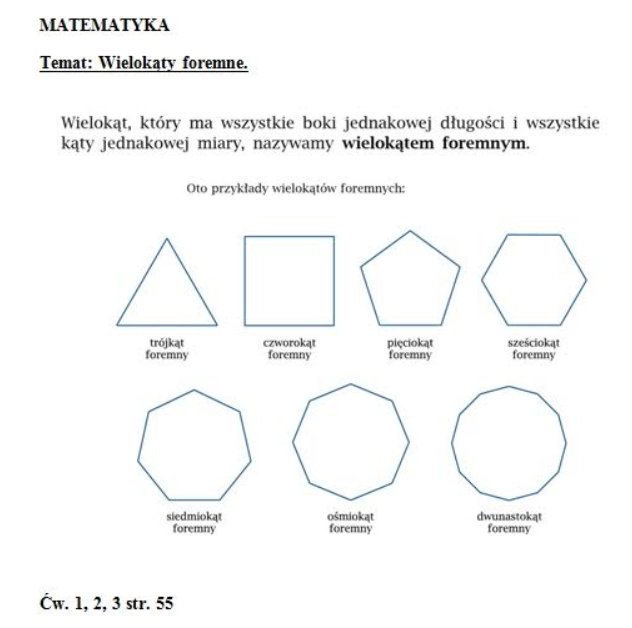 MATEMATYKA
Temat: Wielokąty foremne.
Wielokąt, który ma wszystkie boki jednakowej długości i wszystkie
kąty jednakowej miary, nazywamy wielokątem foremnym.
Oto przykłady wielokątów foremnych:
trójkąt
foremny
czworokąt
foremny
pięciokąt
foremny
sześciokąt
foremny
siedmiokąt
foremny
ośmiokąt
foremny
dwunastokąt
foremny
Ćw. 1, 2, 3 str. 55